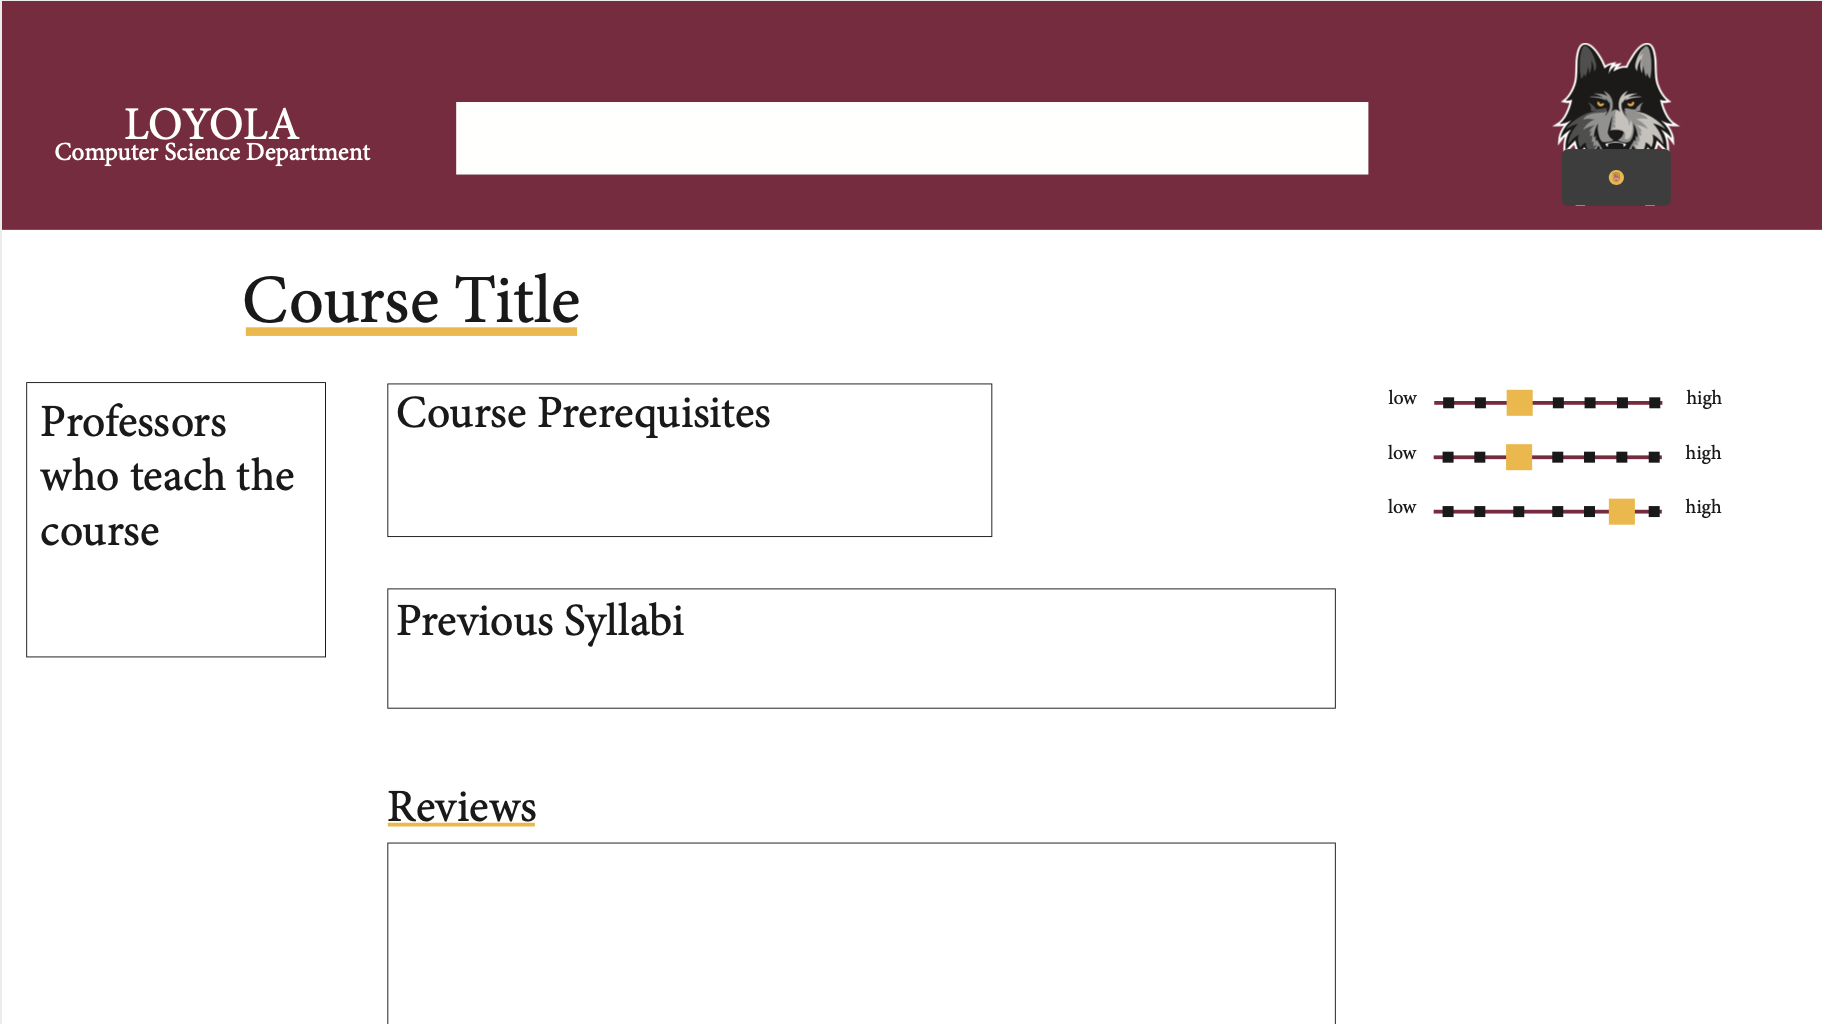 LOYOLA
Computer Science Department
Course Title
Professors
who teach the
course
Course Prerequisites
low high
low high
low high
Previous Syllabi
Reviews